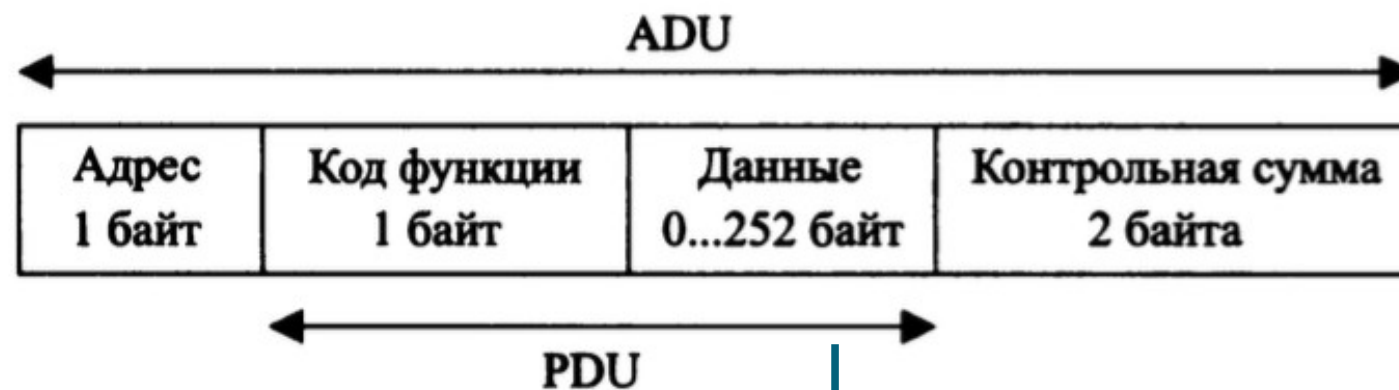 ADU
Адрес Код функции Данные Контрольная сумма
1 байт 1 байт 0...252 байт 2 байта
PDU